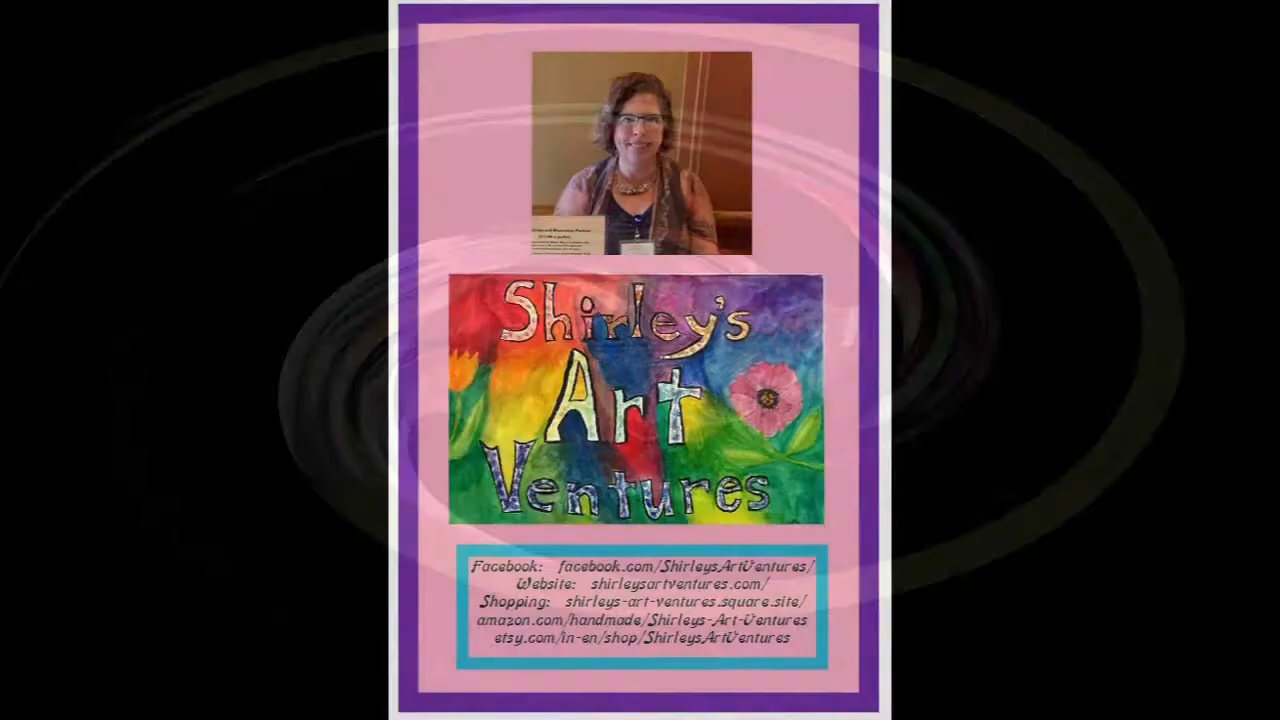 Shirley's
Art
Ventures
Facebook: facebook.com/ShirleysArtVentures/
Website: shirleysartventures.com/
Shopping: shirleys-art-ventures.square.site/
amazon.com/handmade/Shirleys-Art-Ventures
etsy.com/in-en/shop/ShirleysArtVentures